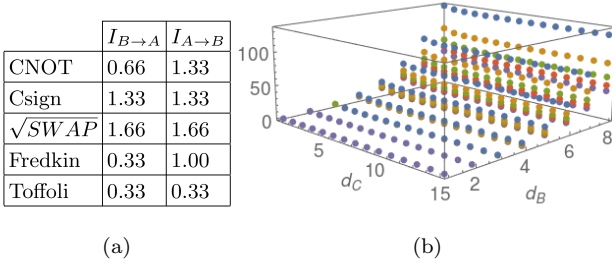 I_{B→A} I_{A→B}
CNOT 0.66 1.33
Csign 1.33 1.33
√SWAP 1.66 1.66
Fredkin 0.33 1.00
Toffoli 0.33 0.33
(a)
100
50
0
5
10
15
d_C
2
4
6
8
d_B
(b)